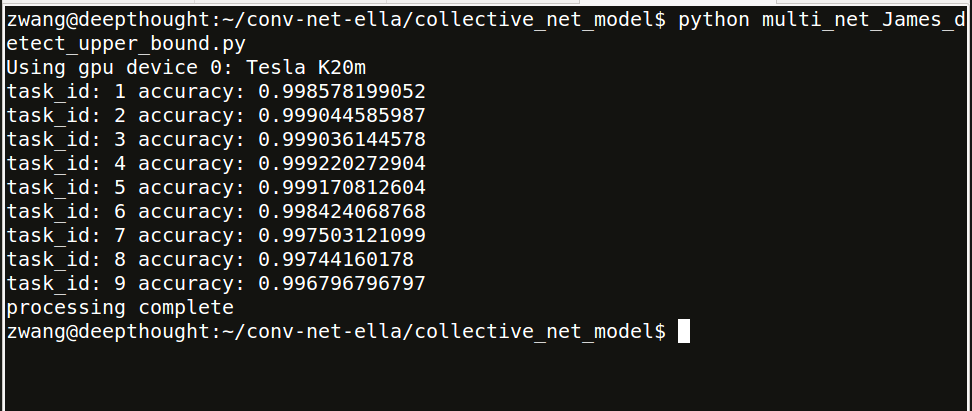 zwang@deepthought:~/conv-net-ella/collective_net_model$ python multi_net_James_d
etect_upper_bound.py
Using gpu device 0: Tesla K20m
task_id: 1 accuracy: 0.998578199052
task_id: 2 accuracy: 0.999044585987
task_id: 3 accuracy: 0.999036144578
task_id: 4 accuracy: 0.999220272904
task_id: 5 accuracy: 0.999170812604
task_id: 6 accuracy: 0.998424068768
task_id: 7 accuracy: 0.997503121099
task_id: 8 accuracy: 0.99744160178
task_id: 9 accuracy: 0.996796796797
processing complete
zwang@deepthought:~/conv-net-ella/collective_net_model$